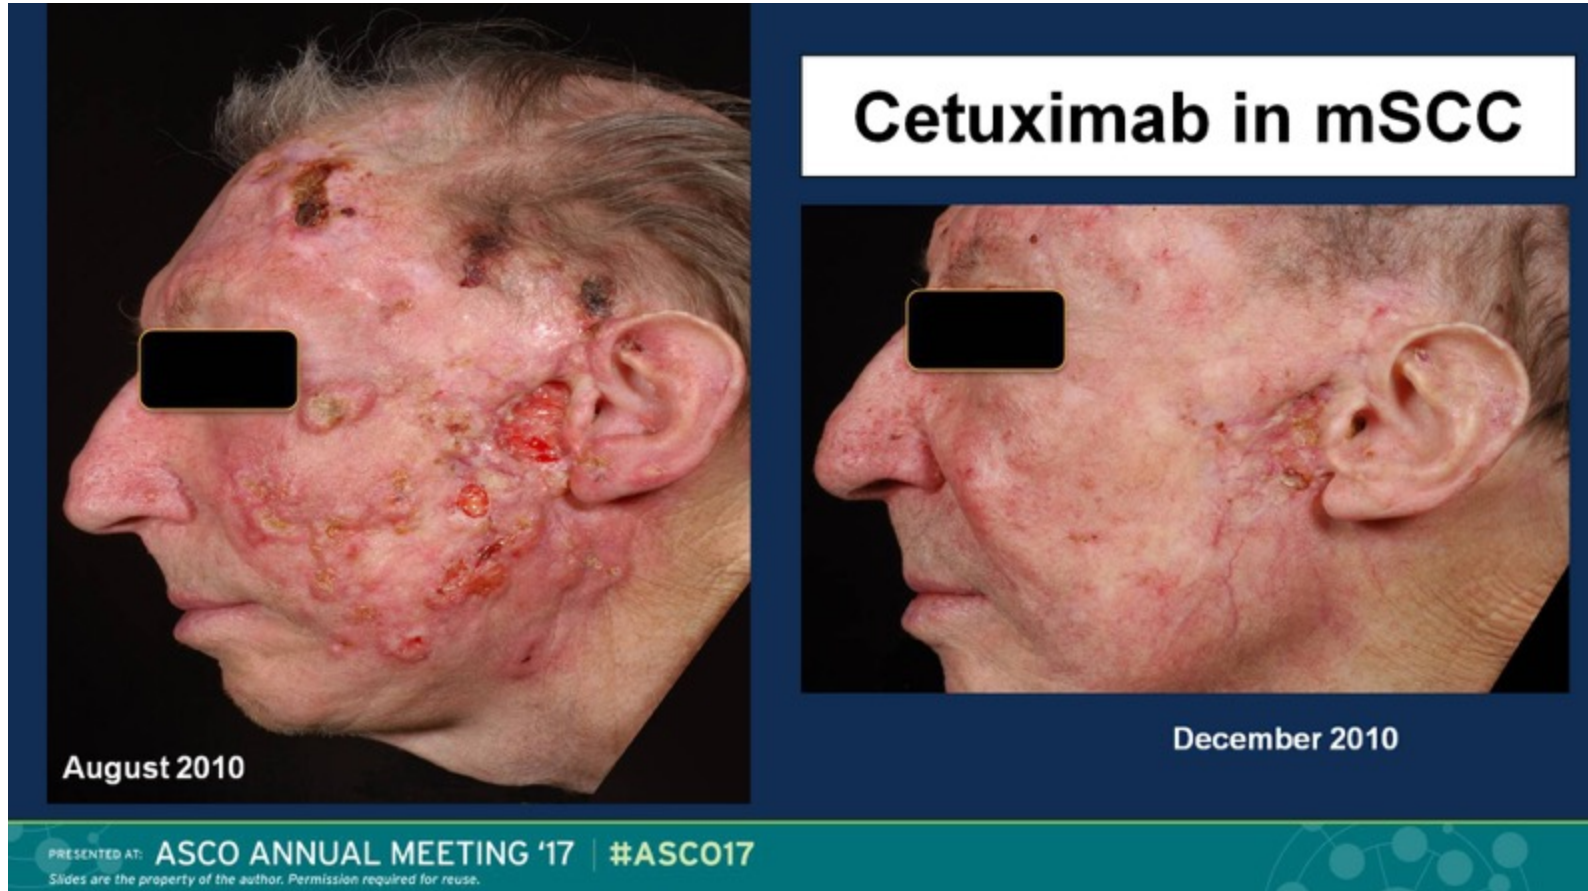 Cetuximab in mSCC
August 2010
December 2010
PRESENTED AT: ASCO ANNUAL MEETING ‘17 | #ASCO17
Slides are the property of the author. Permission required for reuse.